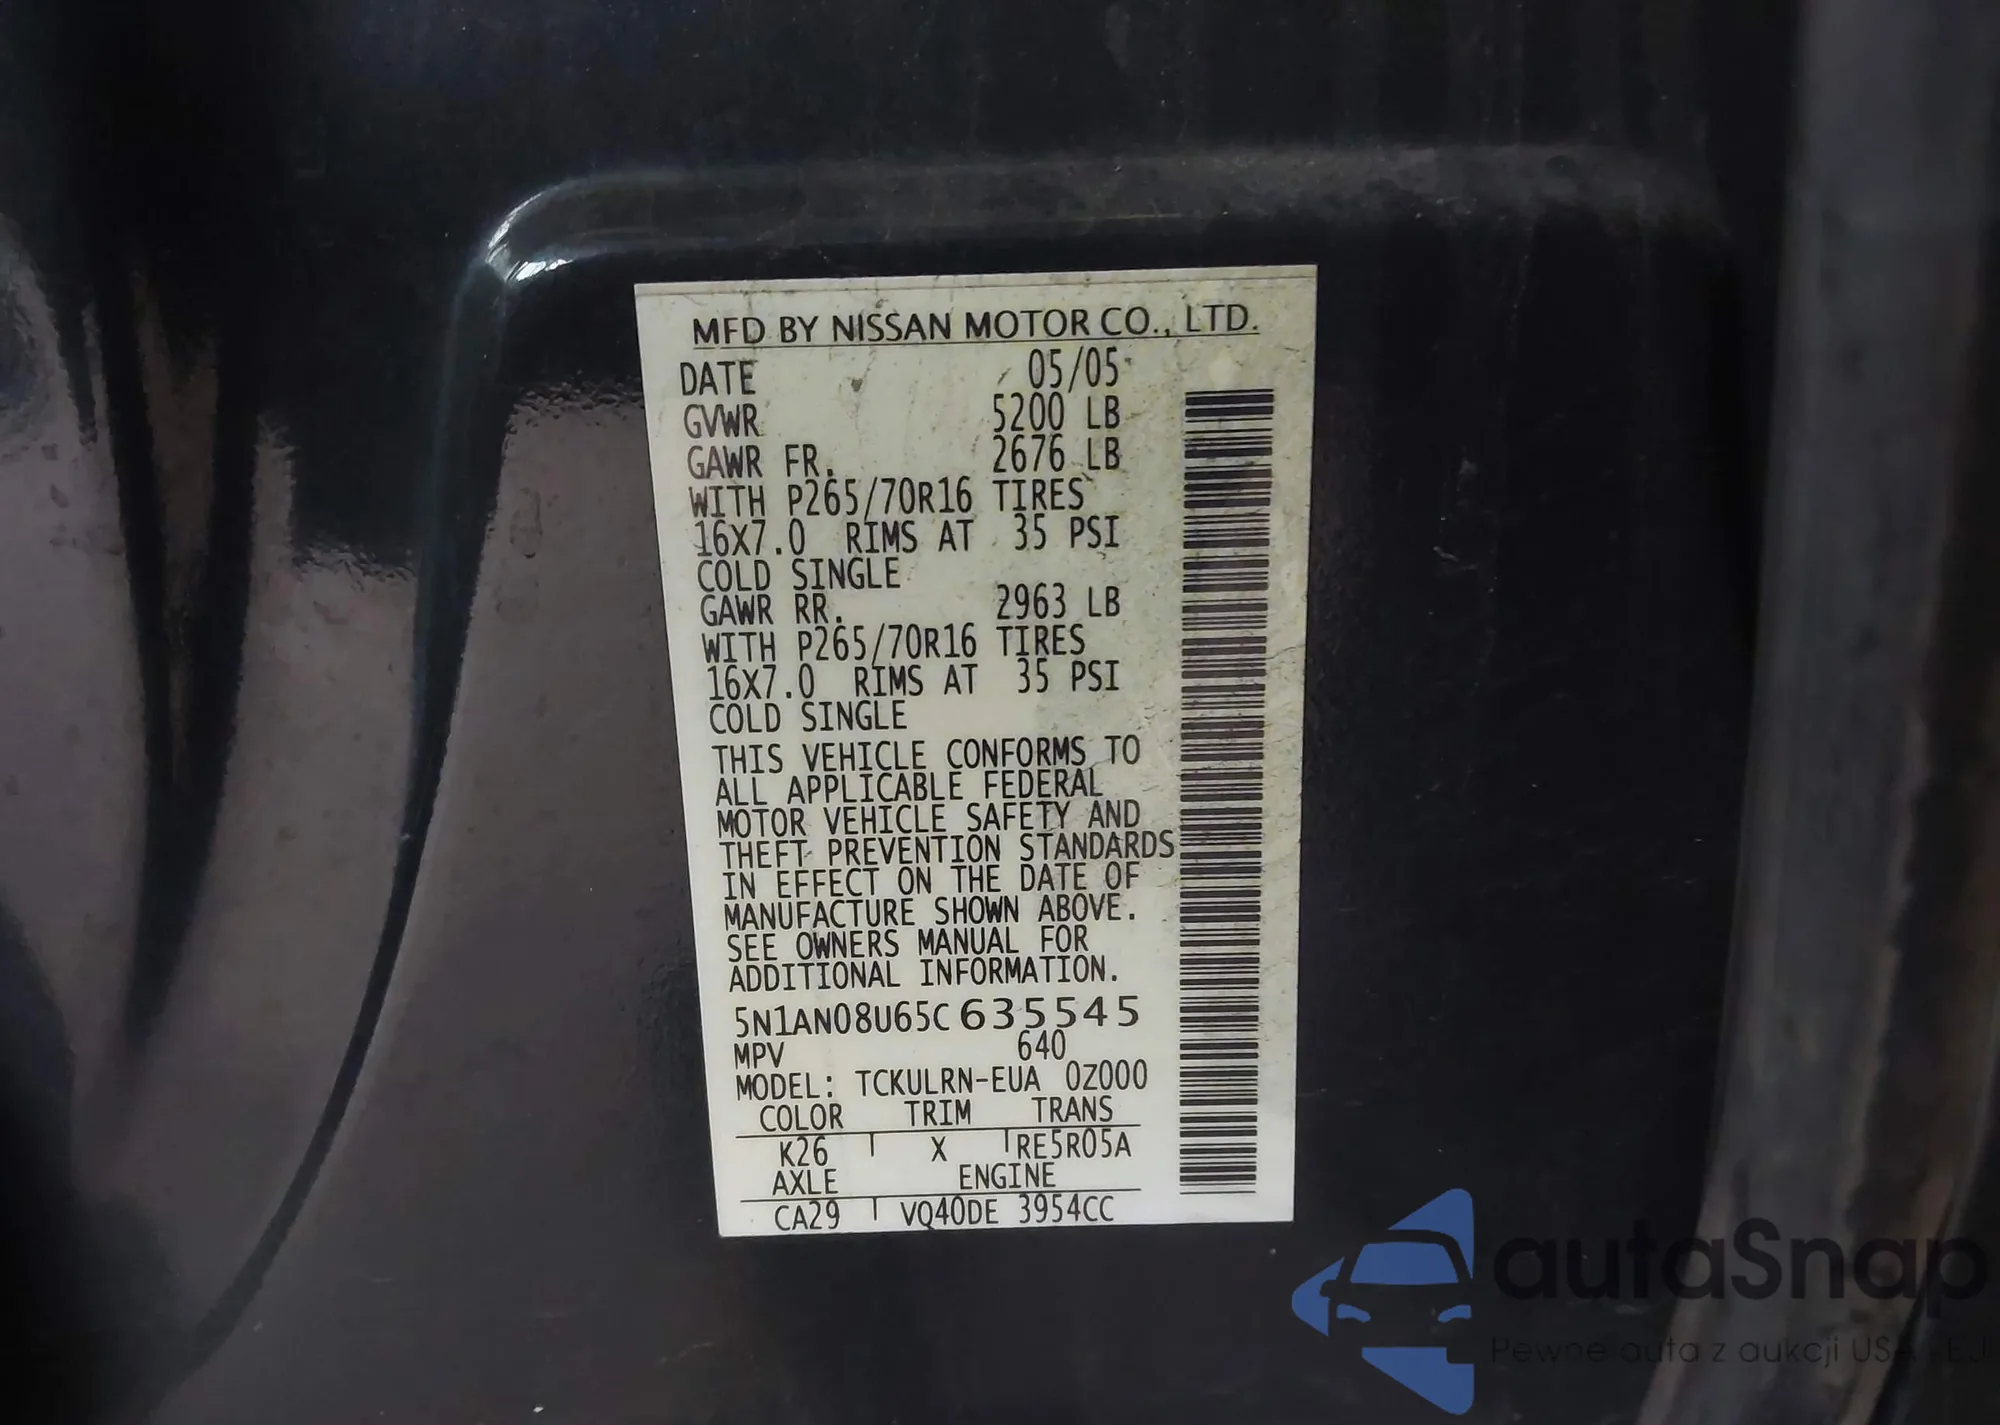 MFD BY NISSAN MOTOR CO., LTD.
DATE 05/05
GVWR 5200 LB
GAWR FR. 2676 LB
WITH P265/70R16 TIRES
16X7.0 RIMS AT 35 PSI
COLD SINGLE
GAWR RR. 2963 LB
WITH P265/70R16 TIRES
16X7.0 RIMS AT 35 PSI
COLD SINGLE
THIS VEHICLE CONFORMS TO
ALL APPLICABLE FEDERAL
MOTOR VEHICLE SAFETY AND
THEFT PREVENTION STANDARDS
IN EFFECT ON THE DATE OF
MANUFACTURE SHOWN ABOVE.
SEE OWNERS MANUAL FOR
ADDITIONAL INFORMATION.
5N1AN08U65C635545
MPV 640
MODEL: TCKULRN-EUA 0Z000
COLOR TRIM TRANS
K26 X RE5R05A
AXLE ENGINE
CA29 VQ40DE 3954CC
autaSnap
Pewne auta z aukcji USA